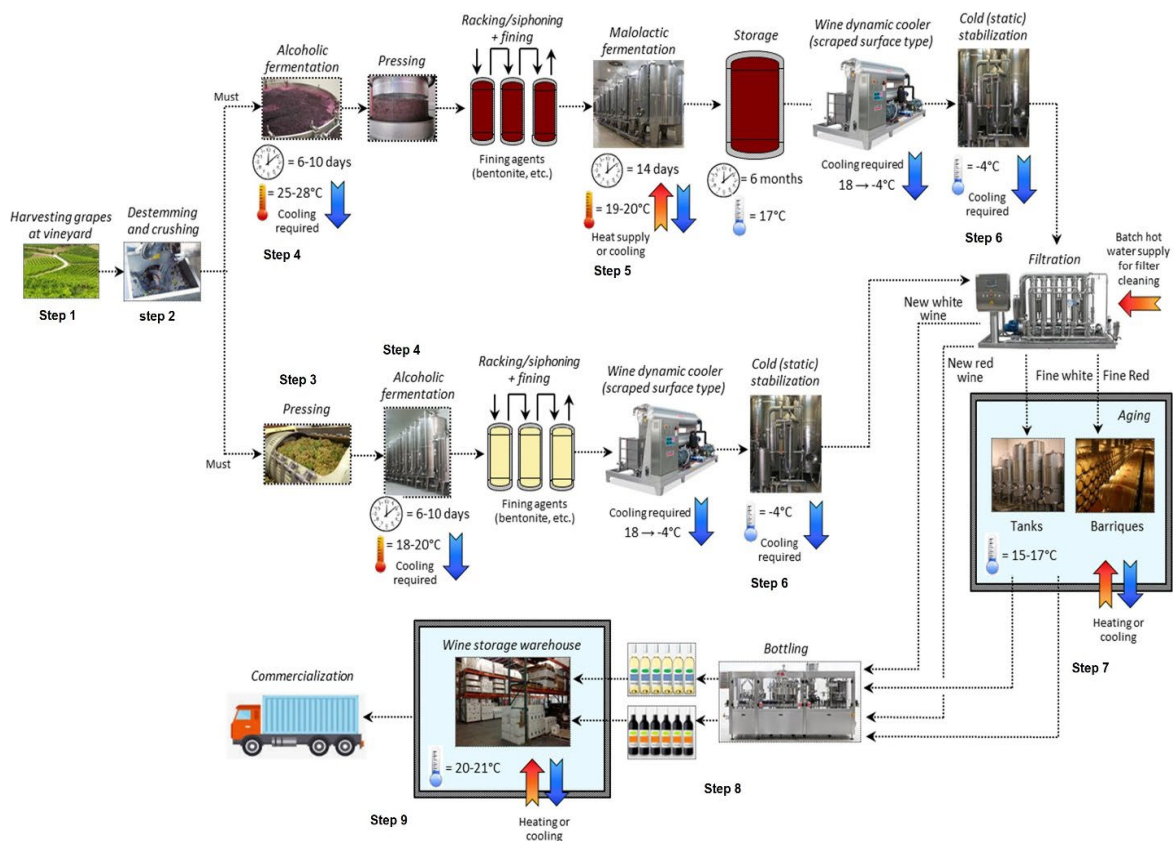 Racking/siphoning
+ fining
Alcoholic
fermentation
Pressing
Malolactic
fermentation
Storage
Wine dynamic cooler
(scraped surface type)
Cold (static)
stabilization
Must
= 6-10 days
= 25-28°C
Cooling
required
Step 4
Fining agents
(bentonite, etc.)
= 14 days
= 19-20°C
Heat supply
or cooling
Step 5
= 6 months
= 17°C
Cooling required
18 → -4°C
= -4°C
Cooling
required
Step 6
Harvesting grapes
at vineyard
Step 1
Destemming
and crushing
step 2
Filtration
Batch hot
water supply
for filter
cleaning
New white
wine
New red
wine
Fine white
Fine Red
Must
Step 3
Pressing
Step 4
Alcoholic
fermentation
= 6-10 days
= 18-20°C
Cooling
required
Racking/siphoning
+ fining
Fining agents
(bentonite, etc.)
Wine dynamic cooler
(scraped surface type)
Cooling required
18 → -4°C
Cold (static)
stabilization
= -4°C
Cooling
required
Step 6
Aging
Tanks
Barriques
= 15-17°C
Heating or
cooling
Step 7
Bottling
Step 8
Wine storage warehouse
= 20-21°C
Heating or
cooling
Step 9
Commercialization